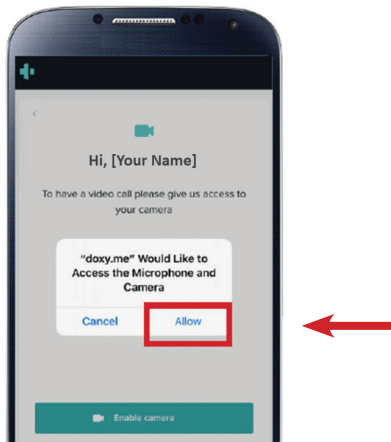 Hi, [Your Name]
To have a video call please give us access to
your camera
"doxy.me" Would Like to
Access the Microphone and
Camera
Cancel
Allow
Enable camera